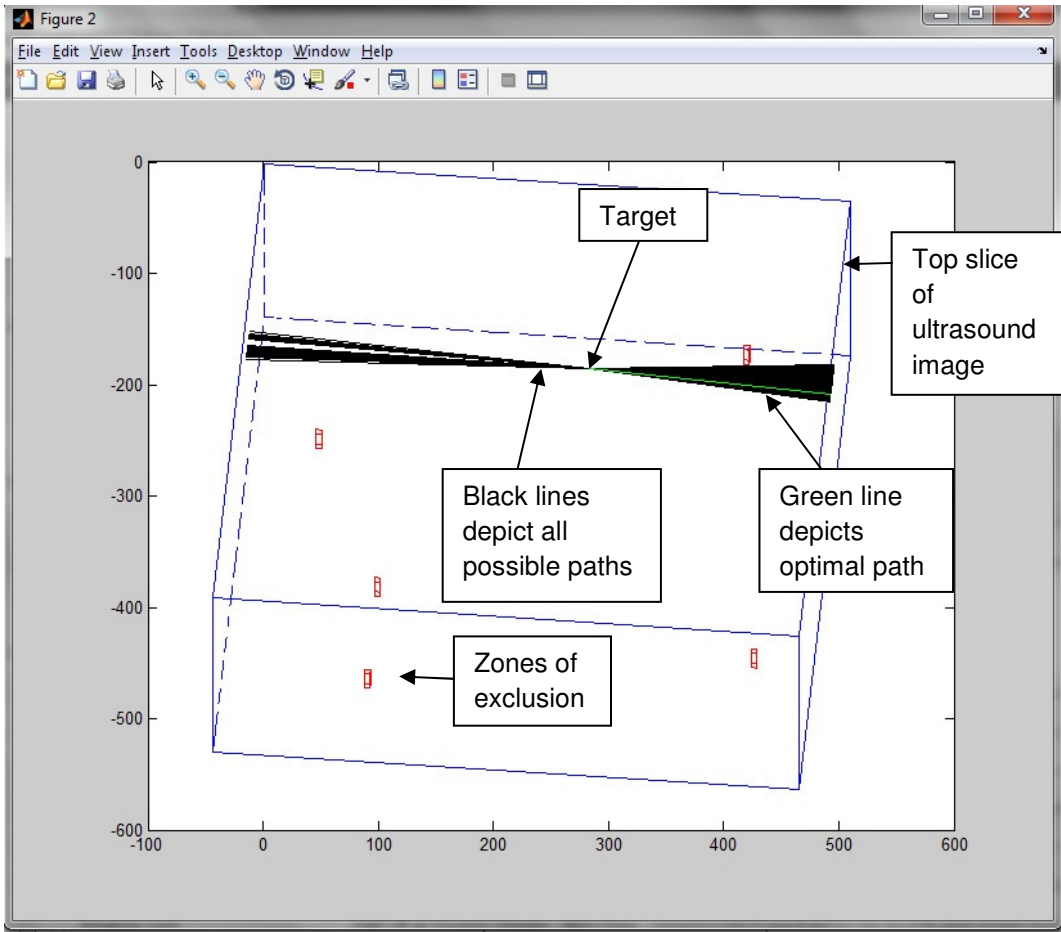 Figure 2
File Edit View Insert Tools Desktop Window Help
Target
Top slice
of
ultrasound
image
Black lines
depict all
possible paths
Green line
depicts
optimal path
Zones of
exclusion
0
-100
-200
-300
-400
-500
-600
-100 0 100 200 300 400 500 600